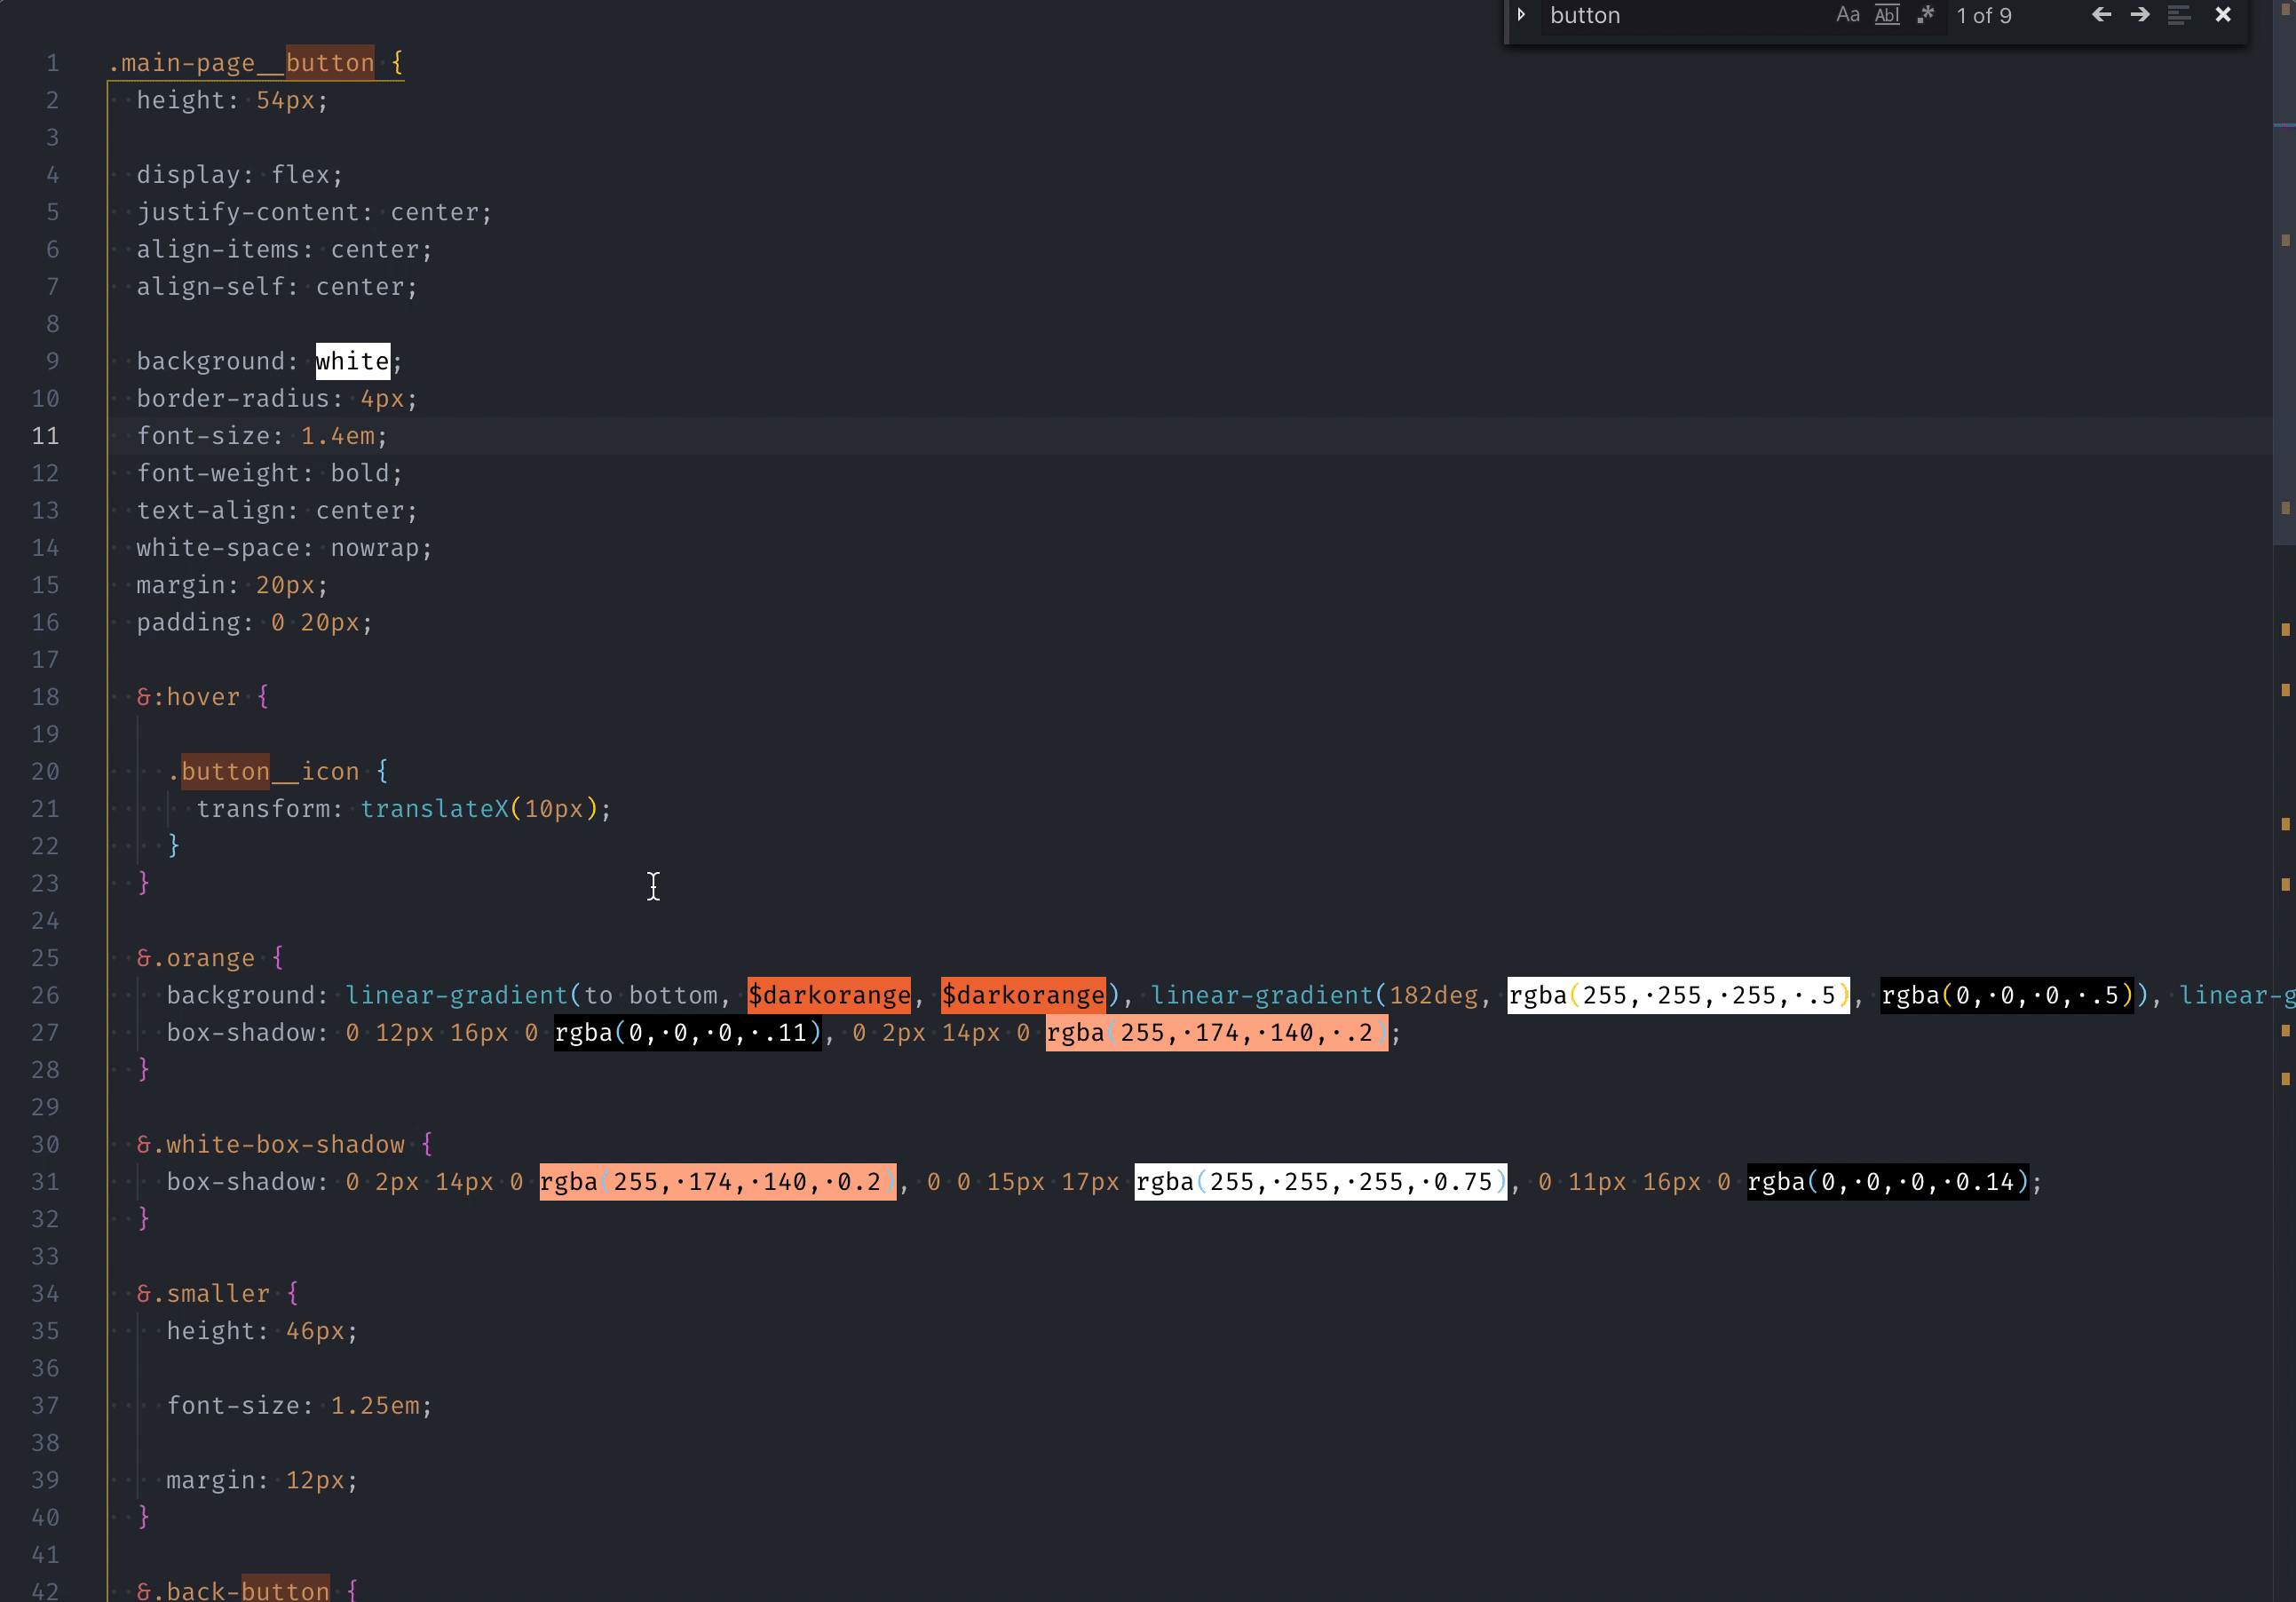 button Aa Abl .* 1 of 9
1 .main-page__button {
2 height: 54px;
3
4 display: flex;
5 justify-content: center;
6 align-items: center;
7 align-self: center;
8
9 background: white;
10 border-radius: 4px;
11 font-size: 1.4em;
12 font-weight: bold;
13 text-align: center;
14 white-space: nowrap;
15 margin: 20px;
16 padding: 0 20px;
17
18 &:hover {
19
20 .button__icon {
21 transform: translateX(10px);
22 }
23 }
24
25 &.orange {
26 background: linear-gradient(to bottom, $darkorange, $darkorange), linear-gradient(182deg, rgba(255, 255, 255, .5), rgba(0, 0, 0, .5)), linear-g
27 box-shadow: 0 12px 16px 0 rgba(0, 0, 0, .11), 0 2px 14px 0 rgba(255, 174, 140, .2);
28 }
29
30 &.white-box-shadow {
31 box-shadow: 0 2px 14px 0 rgba(255, 174, 140, 0.2), 0 0 15px 17px rgba(255, 255, 255, 0.75), 0 11px 16px 0 rgba(0, 0, 0, 0.14);
32 }
33
34 &.smaller {
35 height: 46px;
36
37 font-size: 1.25em;
38
39 margin: 12px;
40 }
41
42 &.back-button {